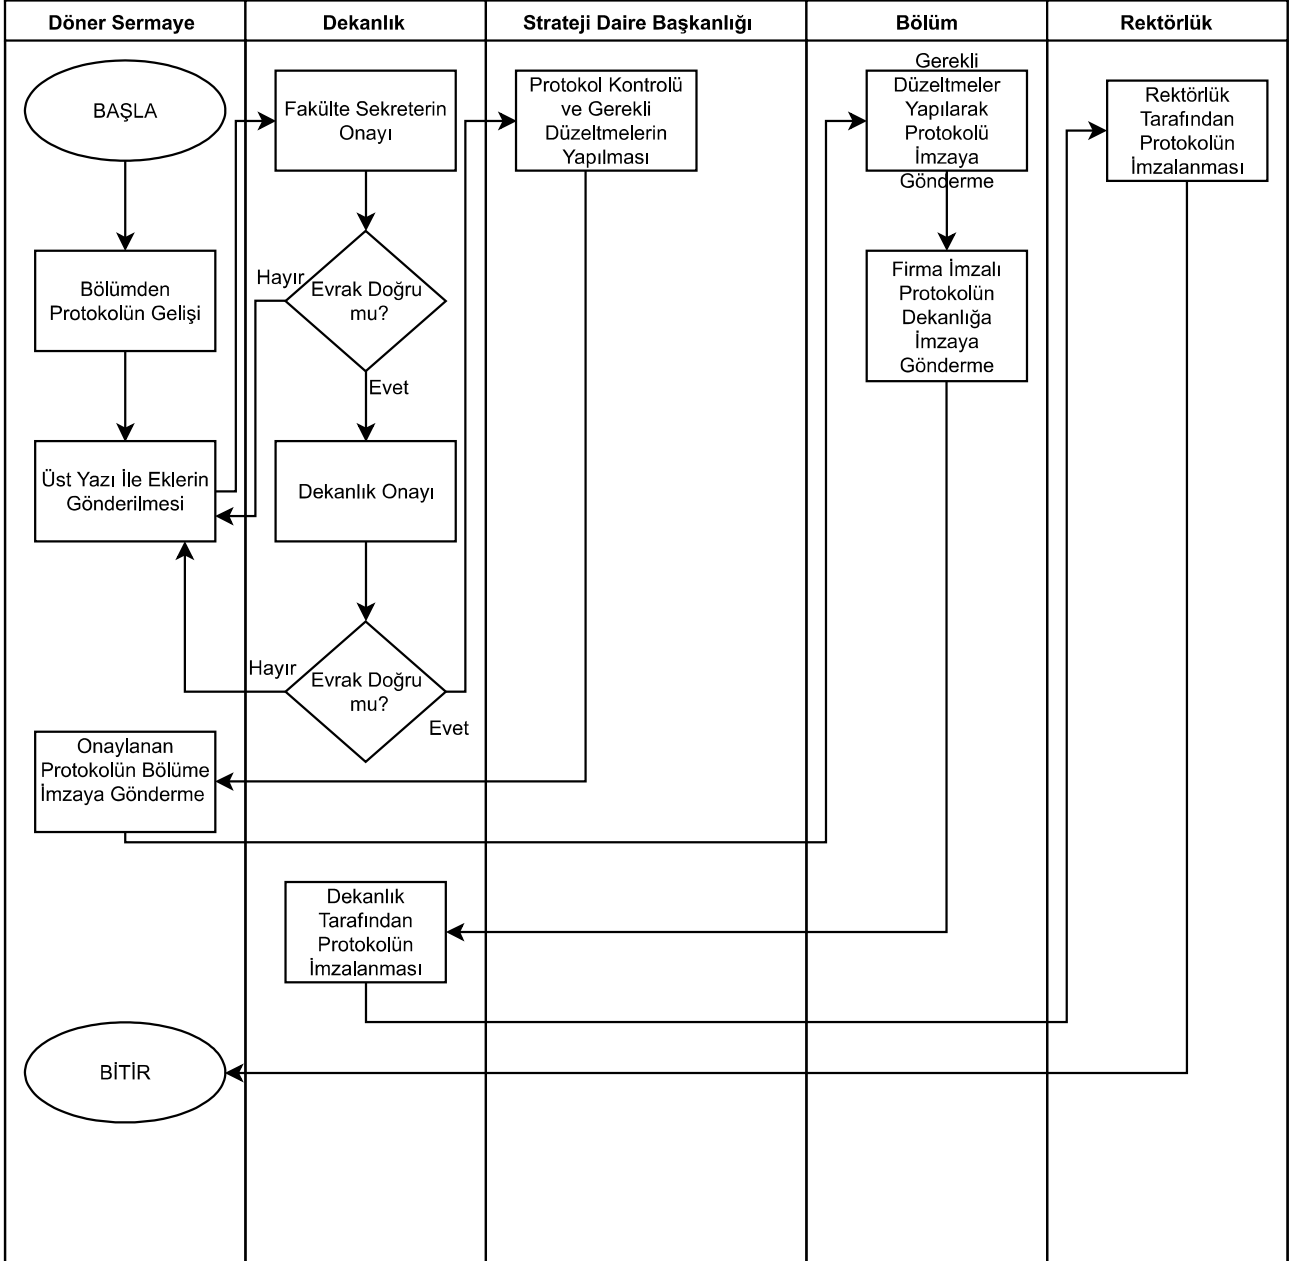 Döner Sermaye
Dekanlık
Strateji Daire Başkanlığı
Bölüm
Rektörlük
BAŞLA
Bölümden
Protokolün Gelişi
Üst Yazı İle Eklerin
Gönderilmesi
Fakülte Sekreterin
Onayı
Hayır
Evrak Doğru
mu?
Evet
Dekanlık Onayı
Hayır
Evrak Doğru
mu?
Evet
Protokol Kontrolü
ve Gerekli
Düzeltmelerin
Yapılması
Onaylanan
Protokolün Bölüme
İmzaya Gönderme
Gerekli
Düzeltmeler
Yapılarak
Protokolü
İmzaya
Gönderme
Firma İmzalı
Protokolün
Dekanlığa
İmzaya
Gönderme
Dekanlık
Tarafından
Protokolün
İmzalanması
Rektörlük
Tarafından
Protokolün
İmzalanması
BİTİR